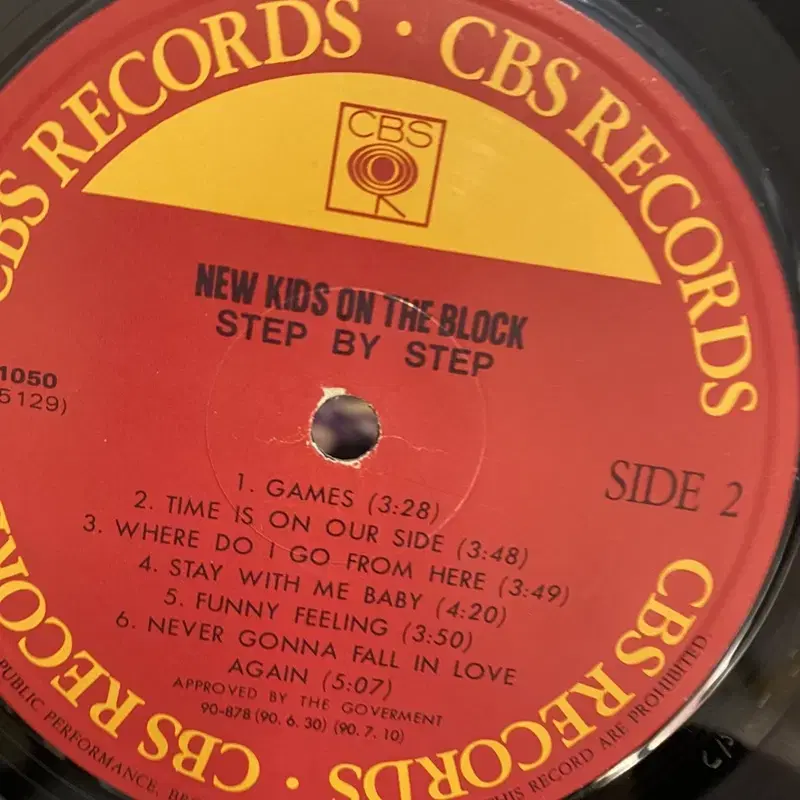 CBS RECORDS · CBS RECORDS
CBS
NEW KIDS ON THE BLOCK
STEP BY STEP
1050
5129)
SIDE 2
1. GAMES (3:28)
2. TIME IS ON OUR SIDE (3:48)
3. WHERE DO I GO FROM HERE (3:49)
4. STAY WITH ME BABY (4:20)
5. FUNNY FEELING (3:50)
6. NEVER GONNA FALL IN LOVE
AGAIN (5:07)
APPROVED BY THE GOVERMENT
90-878 (90. 6. 30) (90. 7. 10)
CBS RECORDS · CBS RECORD
PUBLIC PERFORMANCE,
THIS RECORD ARE PROHIBITED.